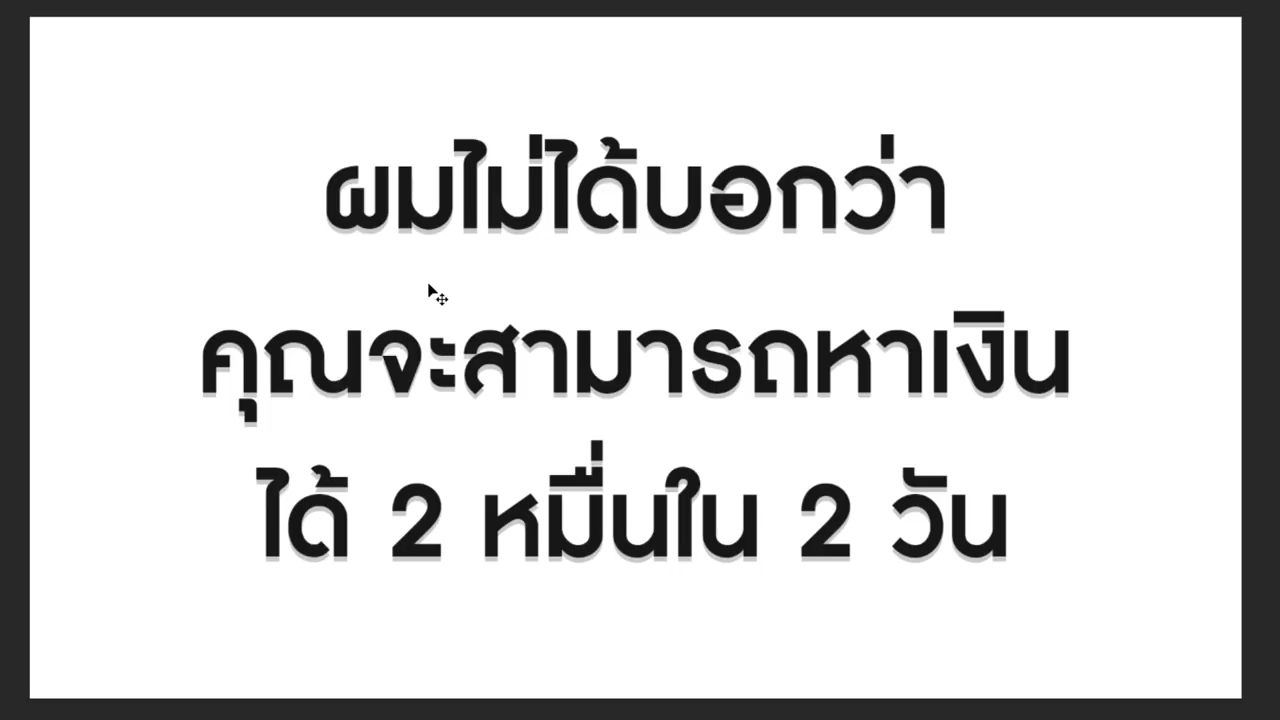 ผมไม่ได้บอกว่า
คุณจะสามารถหาเงิน
ได้ 2 หมื่นใน 2 วัน